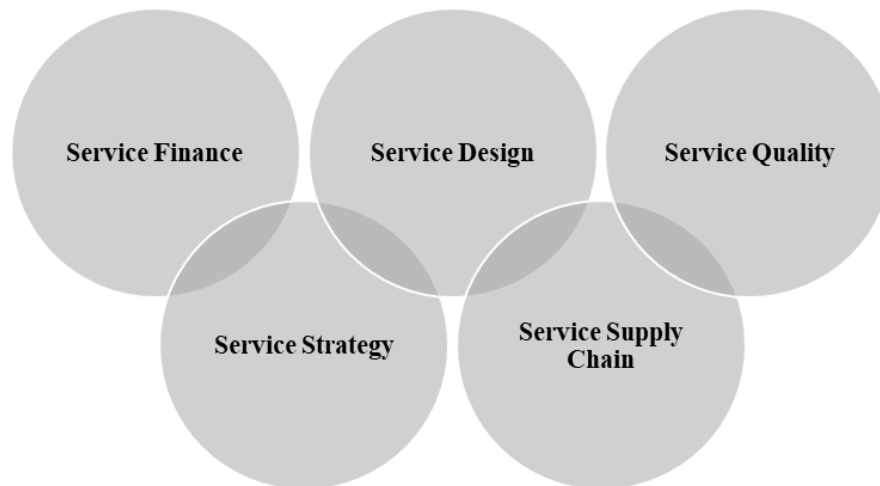 Service Finance
Service Design
Service Quality
Service Strategy
Service Supply
Chain